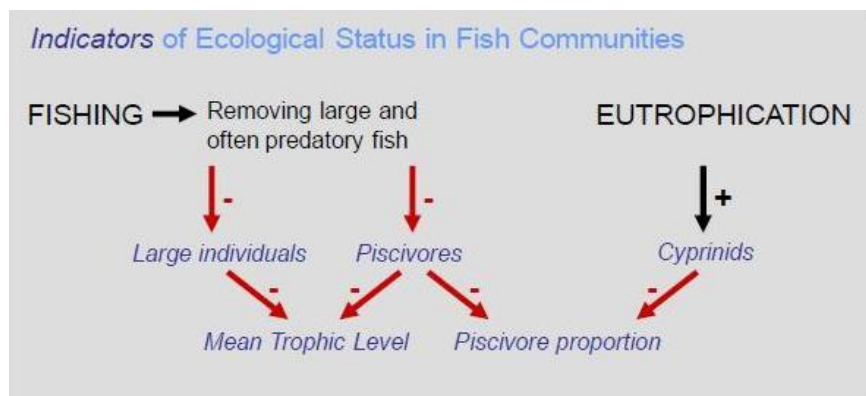 Indicators of Ecological Status in Fish Communities
FISHING
Removing large and
often predatory fish
EUTROPHICATION
-
-
+
Large individuals
Piscivores
Cyprinids
-
-
-
-
Mean Trophic Level
Piscivore proportion